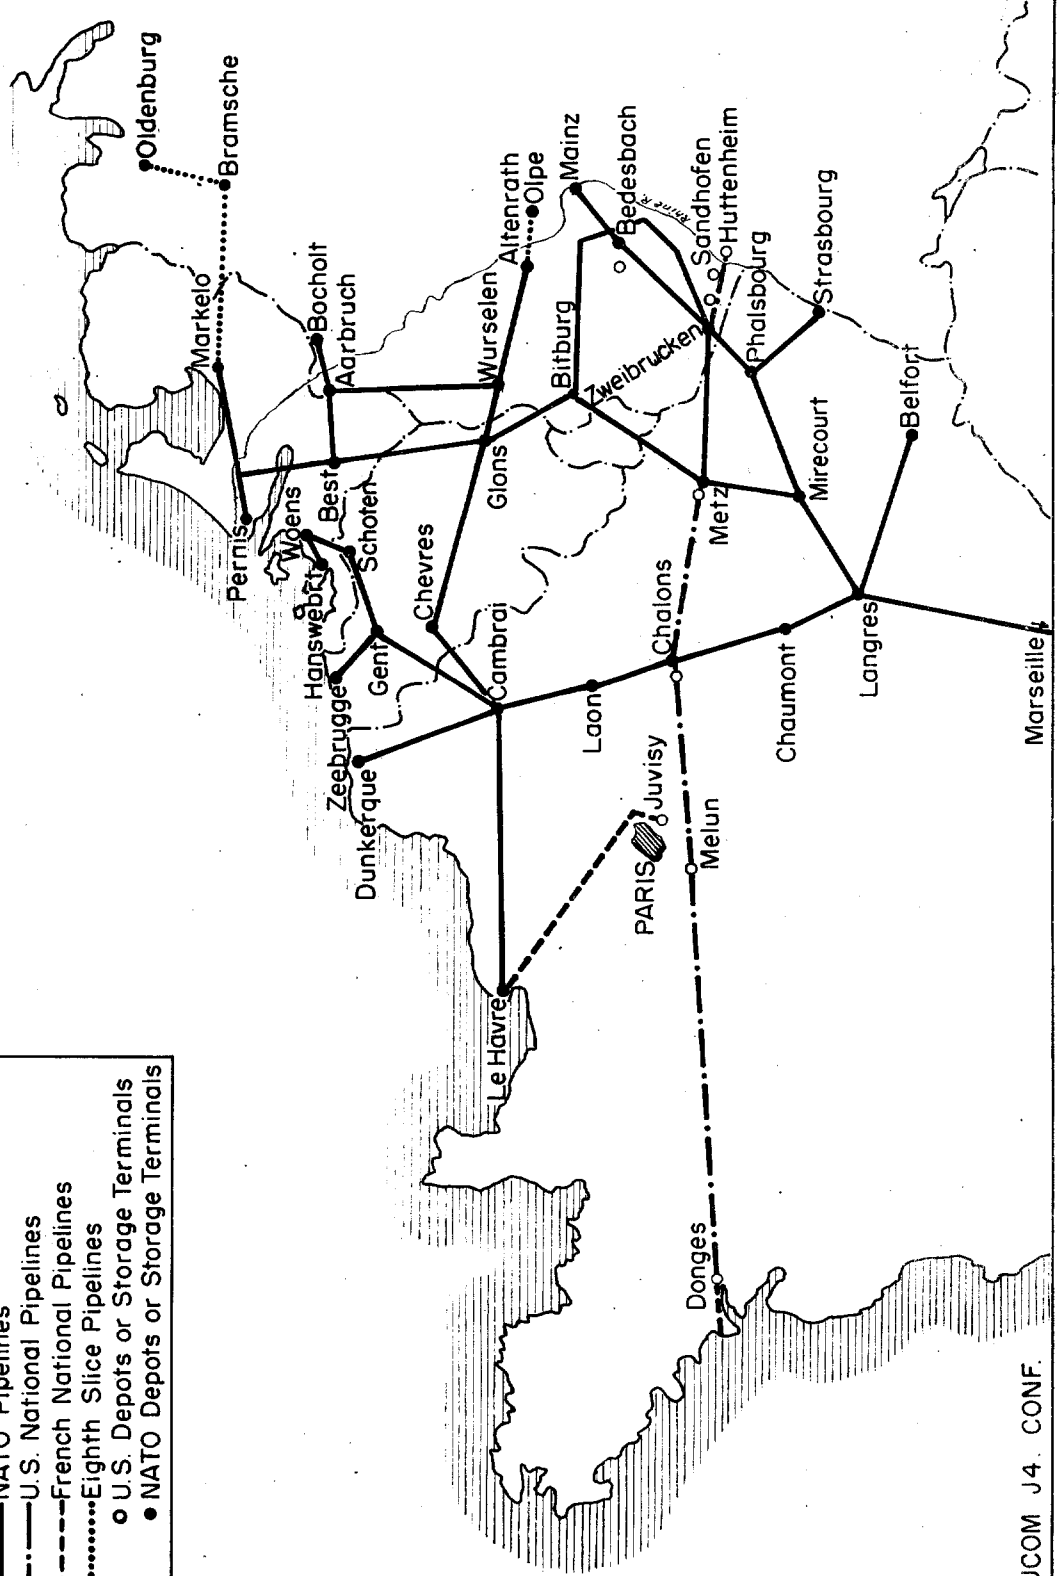 NATO Pipelines
U.S. National Pipelines
French National Pipelines
Eighth Slice Pipelines
U.S. Depots or Storage Terminals
NATO Depots or Storage Terminals
Oldenburg
Bramsche
Markelo
Bocholt
Aarbruch
Pernis
Best
Woens
Schoten
Hanswebrt
Zeebrugge
Gent
Dunkerque
Chevres
Cambrai
Glons
Wurselen
Altenrath
Olpe
Mainz
Bitburg
Bedesbach
Rhine R.
Zweibrucken
Sandhofen
Huttenheim
Phalsbourg
Strasbourg
Belfort
Metz
Mirecourt
Chalons
Laon
Chaumont
Langres
Marseille
Le Havre
PARIS
Juvisy
Melun
Donges
J4. CONF.